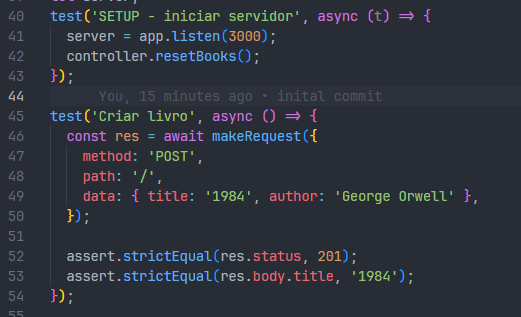 40 test('SETUP - iniciar servidor', async (t) => {
41   server = app.listen(3000);
42   controller.resetBooks();
43 });
44       You, 15 minutes ago • inital commit
45 test('Criar livro', async () => {
46   const res = await makeRequest({
47     method: 'POST',
48     path: '/',
49     data: { title: '1984', author: 'George Orwell' },
50   });
51
52   assert.strictEqual(res.status, 201);
53   assert.strictEqual(res.body.title, '1984');
54 });